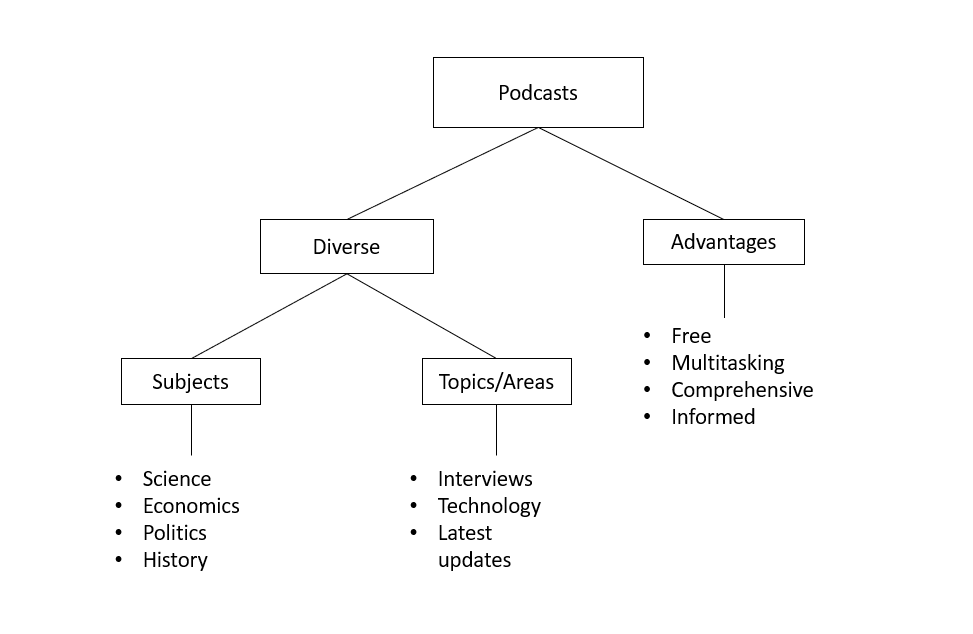 Podcasts
Diverse
Advantages
Subjects
Topics/Areas
• Free
• Multitasking
• Comprehensive
• Informed
• Science
• Economics
• Politics
• History
• Interviews
• Technology
• Latest
updates